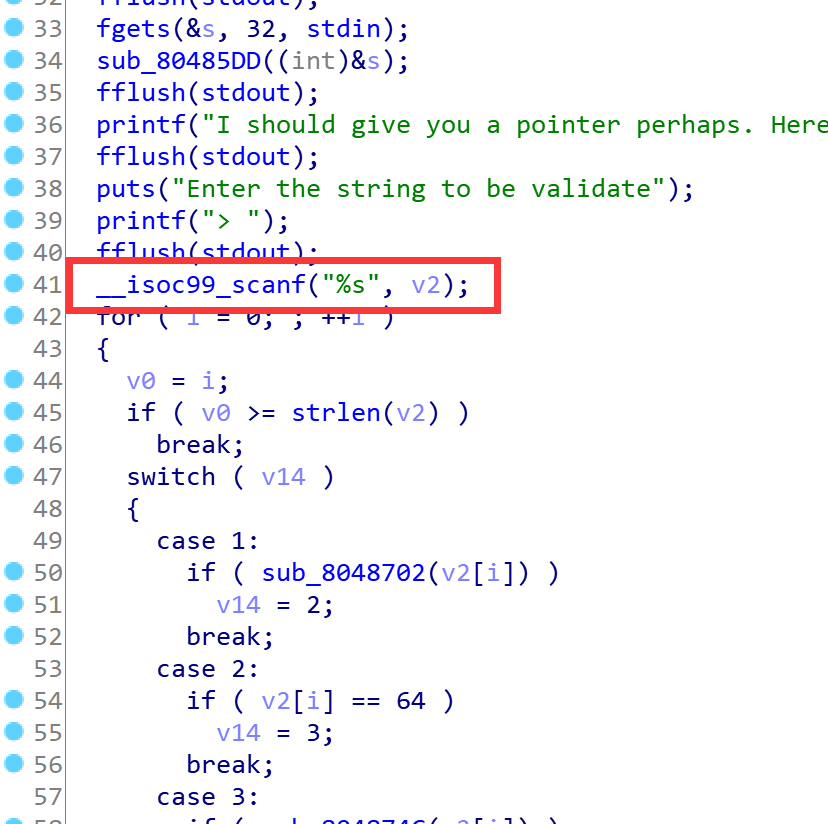 32 fflush(stdout);
33 fgets(&s, 32, stdin);
34 sub_80485DD((int)&s);
35 fflush(stdout);
36 printf("I should give you a pointer perhaps. Here
37 fflush(stdout);
38 puts("Enter the string to be validate");
39 printf("> ");
40 fflush(stdout);
41 __isoc99_scanf("%s", v2);
42 for ( i = 0; ; ++i )
43 {
44 v0 = i;
45 if ( v0 >= strlen(v2) )
46 break;
47 switch ( v14 )
48 {
49 case 1:
50 if ( sub_8048702(v2[i]) )
51 v14 = 2;
52 break;
53 case 2:
54 if ( v2[i] == 64 )
55 v14 = 3;
56 break;
57 case 3:
58 if ( sub_804874C(v2[i]) )